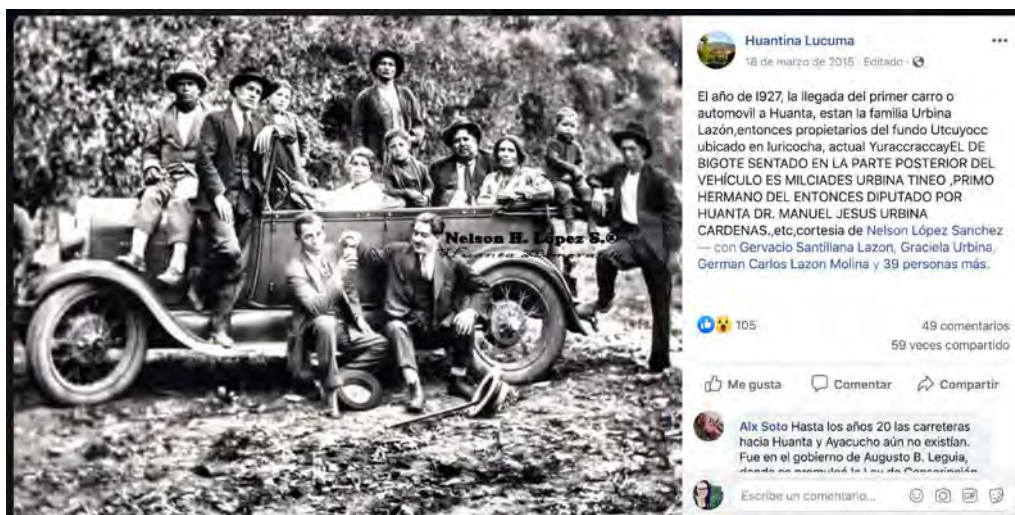 Nelson H. López S.®
Huantina Lucuma
16 de marzo de 2015 · Editado ·
El año de 1927, la llegada del primer carro o
automovil a Huanta, estan la familia Urbina
Lazón,entonces propietarios del fundo Utcuyocc
ubicado en luricocha, actual YuraccraccayEL DE
BIGOTE SENTADO EN LA PARTE POSTERIOR DEL
VEHÍCULO ES MILCIADES URBINA TINEO ,PRIMO
HERMANO DEL ENTONCES DIPUTADO POR
HUANTA DR. MANUEL JESUS URBINA
CARDENAS.,etc,cortesia de Nelson López Sanchez
— con Gervacio Santillana Lazon, Graciela Urbina,
German Carlos Lazon Molina y 39 personas más.
105
49 comentarios
59 veces compartido
Me gusta
Comentar
Compartir
Alx Soto Hasta los años 20 las carreteras
hacia Huanta y Ayacucho aún no existían.
Fue en el gobierno de Augusto B. Leguia,
Escribe un comentario...
GIF